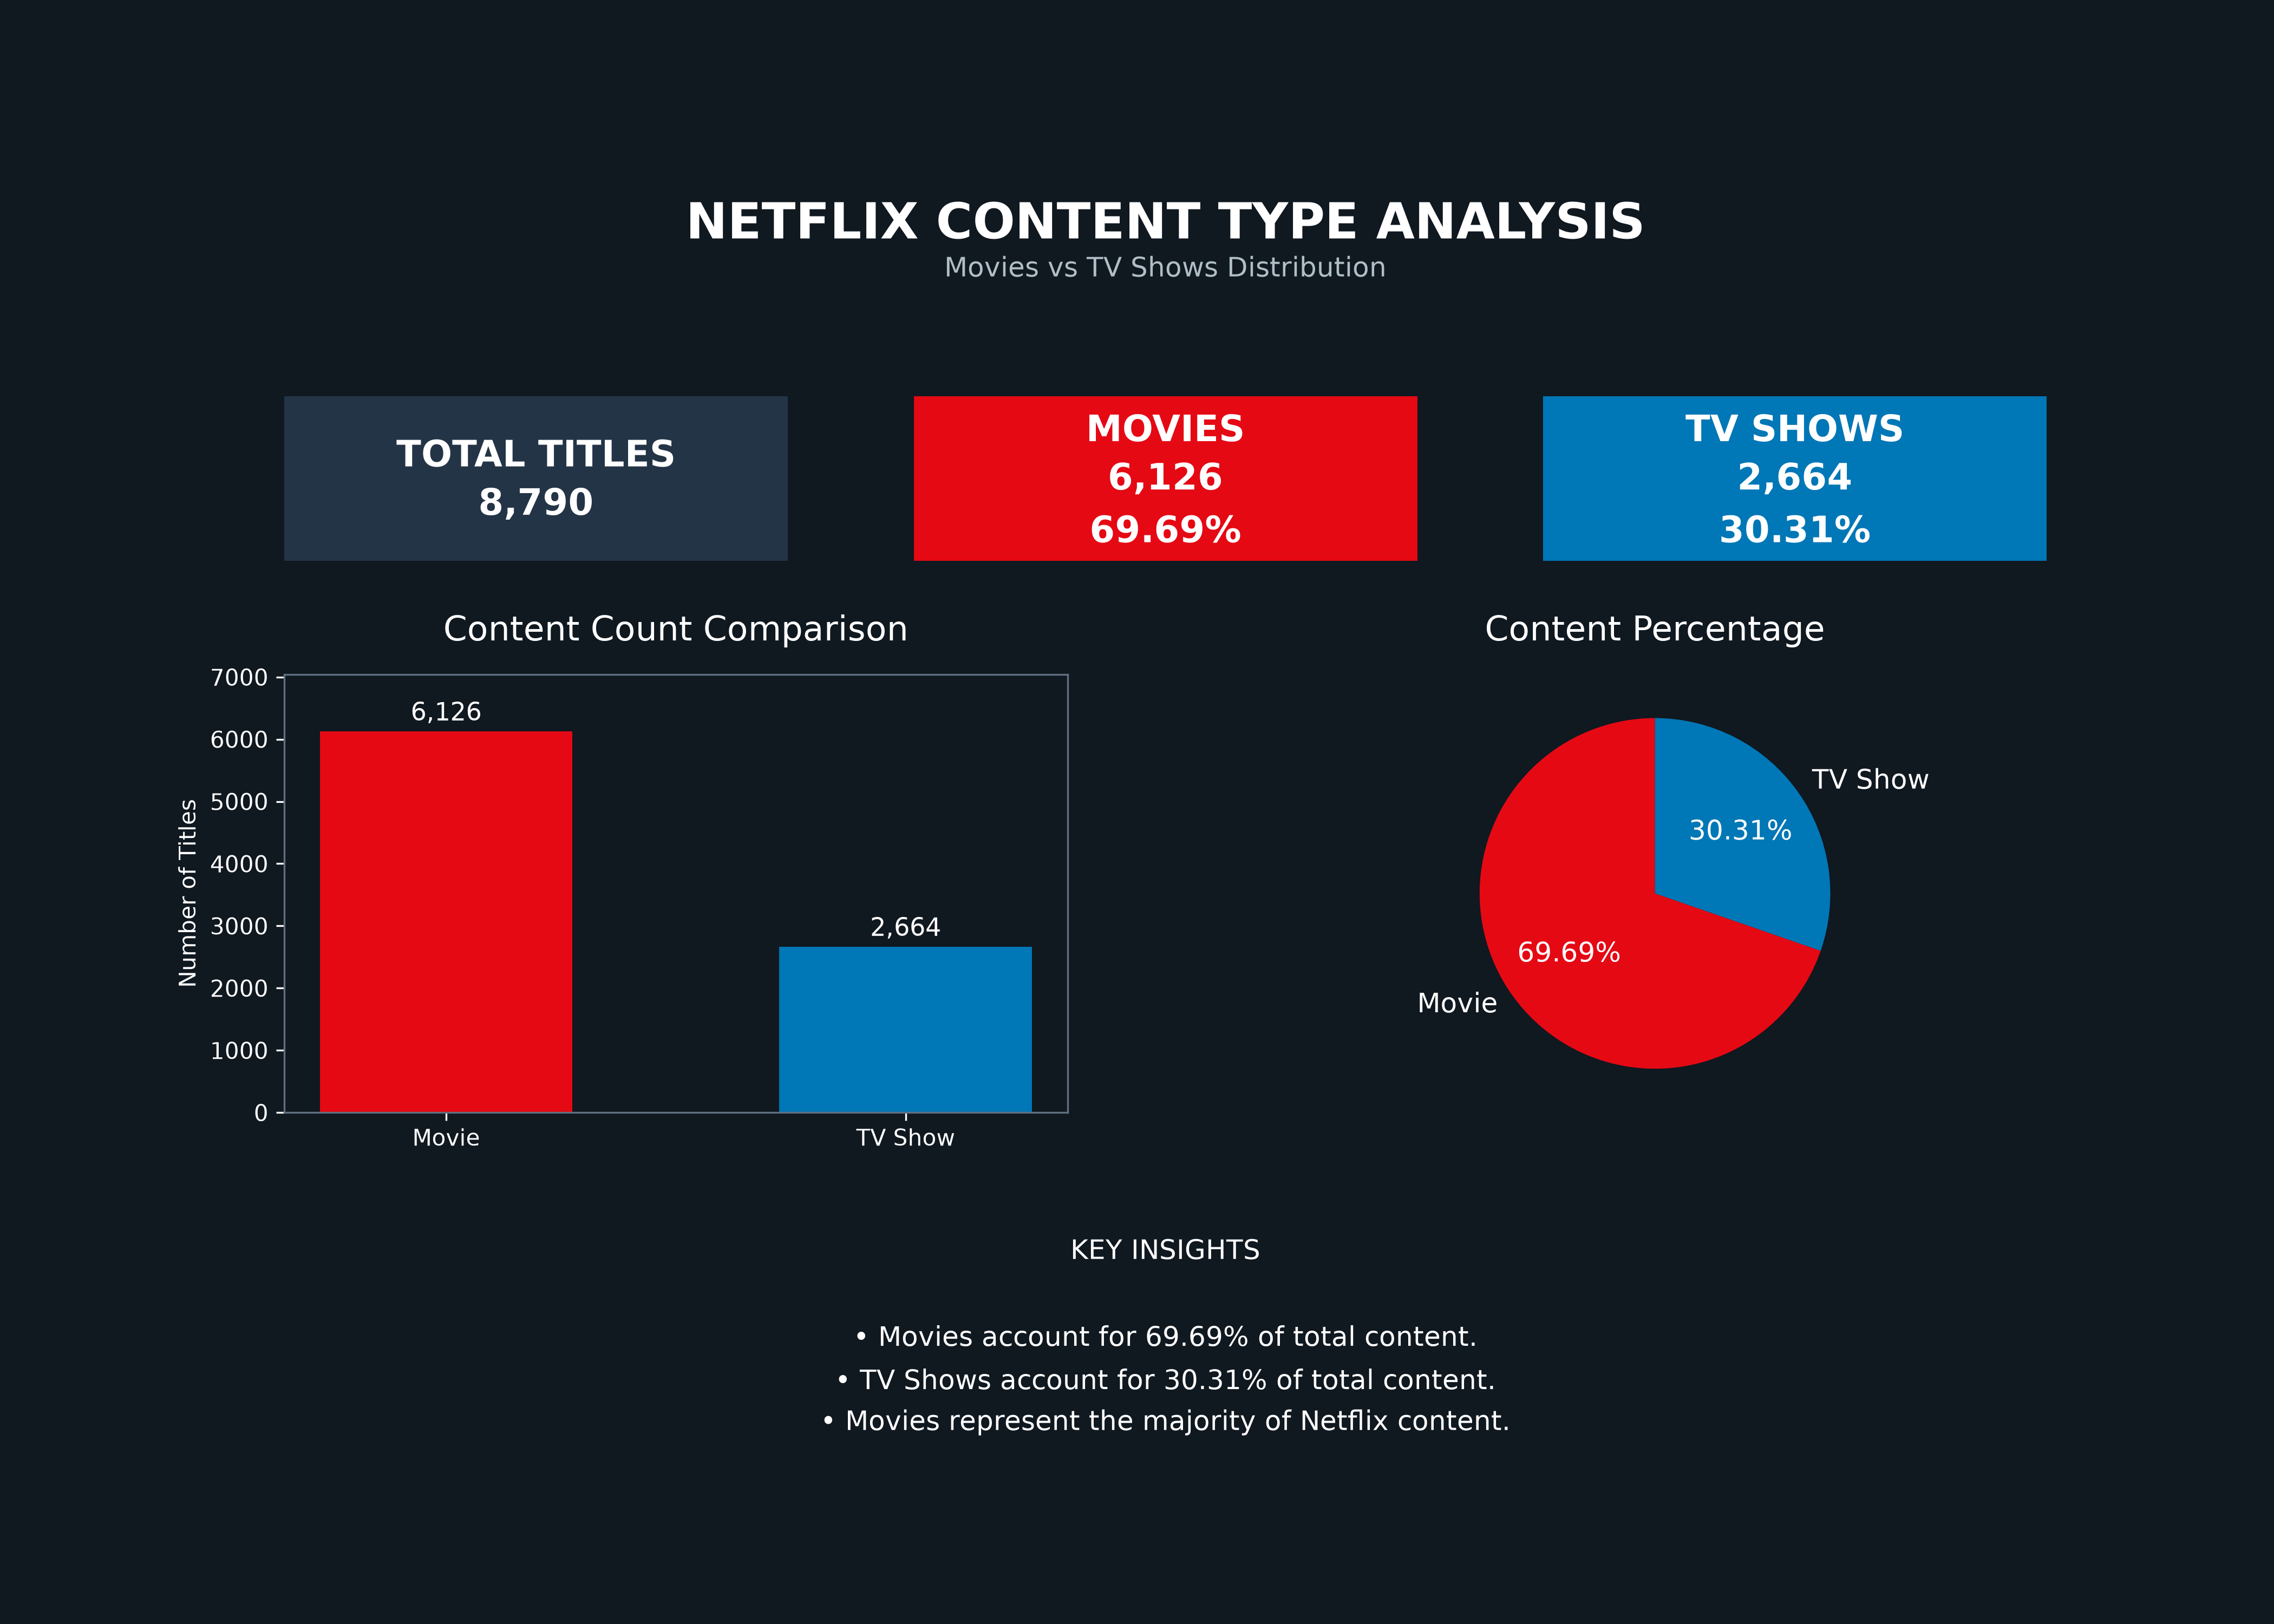 NETFLIX CONTENT TYPE ANALYSIS
Movies vs TV Shows Distribution
TOTAL TITLES
8,790
MOVIES
6,126
69.69%
TV SHOWS
2,664
30.31%
Content Count Comparison
Number of Titles
7000
6000
5000
4000
3000
2000
1000
0
6,126
2,664
Movie
TV Show
Content Percentage
TV Show
30.31%
69.69%
Movie
KEY INSIGHTS
• Movies account for 69.69% of total content.
• TV Shows account for 30.31% of total content.
• Movies represent the majority of Netflix content.